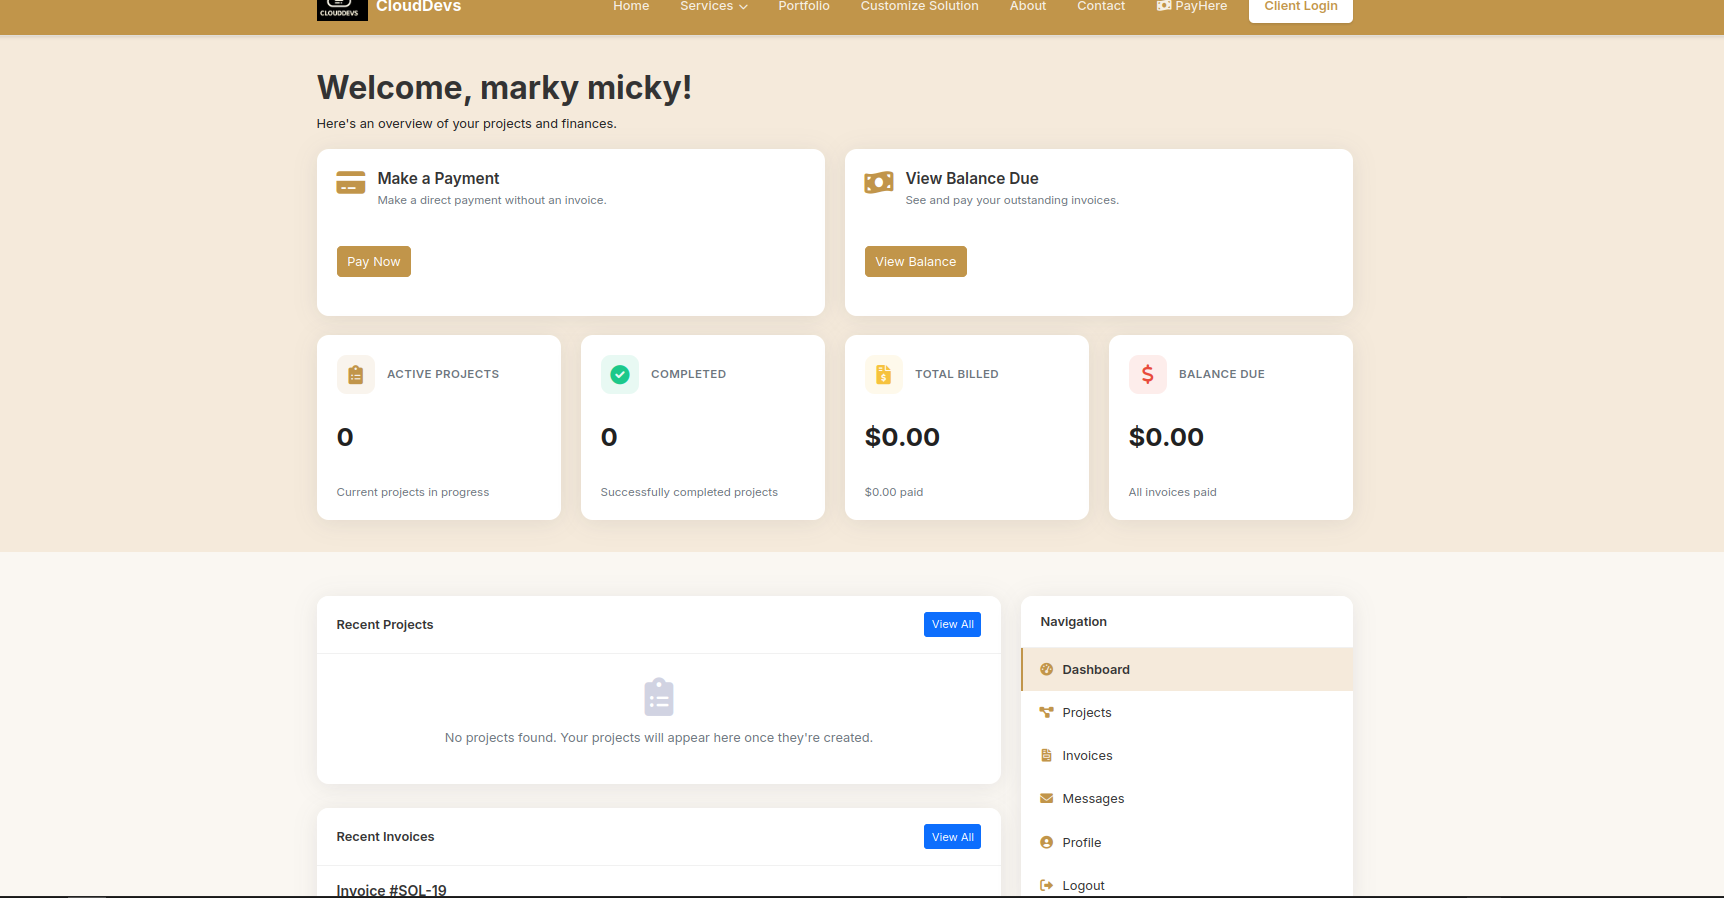 CLOUDDEVS
CloudDevs
Home
Services
Portfolio
Customize Solution
About
Contact
PayHere
Client Login
Welcome, marky micky!
Here's an overview of your projects and finances.
Make a Payment
Make a direct payment without an invoice.
Pay Now
View Balance Due
See and pay your outstanding invoices.
View Balance
ACTIVE PROJECTS
0
Current projects in progress
COMPLETED
0
Successfully completed projects
TOTAL BILLED
$0.00
$0.00 paid
BALANCE DUE
$0.00
All invoices paid
Recent Projects
View All
No projects found. Your projects will appear here once they're created.
Recent Invoices
View All
Invoice #SOL-19
Navigation
Dashboard
Projects
Invoices
Messages
Profile
Logout